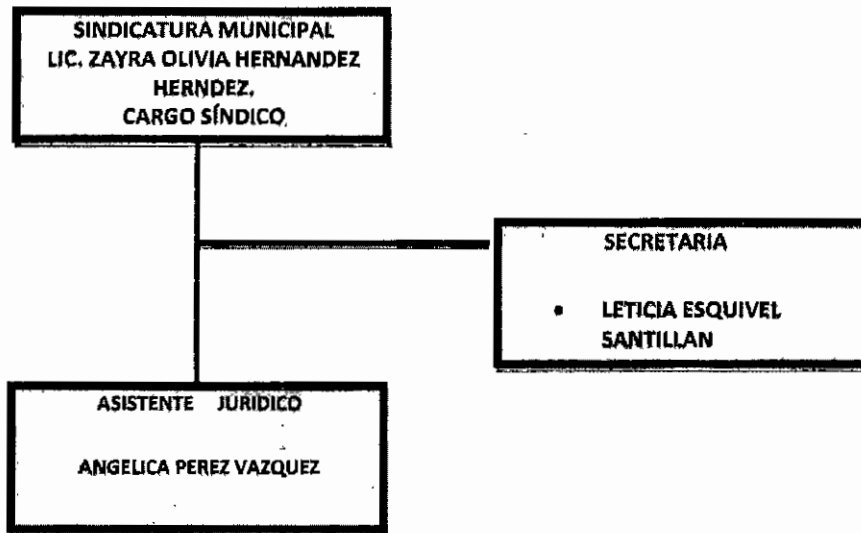 SINDICATURA MUNICIPAL
LIC. ZAYRA OLIVIA HERNANDEZ
HERNDEZ.
CARGO SÍNDICO
SECRETARIA
• LETICIA ESQUIVEL
SANTILLAN
ASISTENTE JURIDICO
ANGELICA PEREZ VAZQUEZ